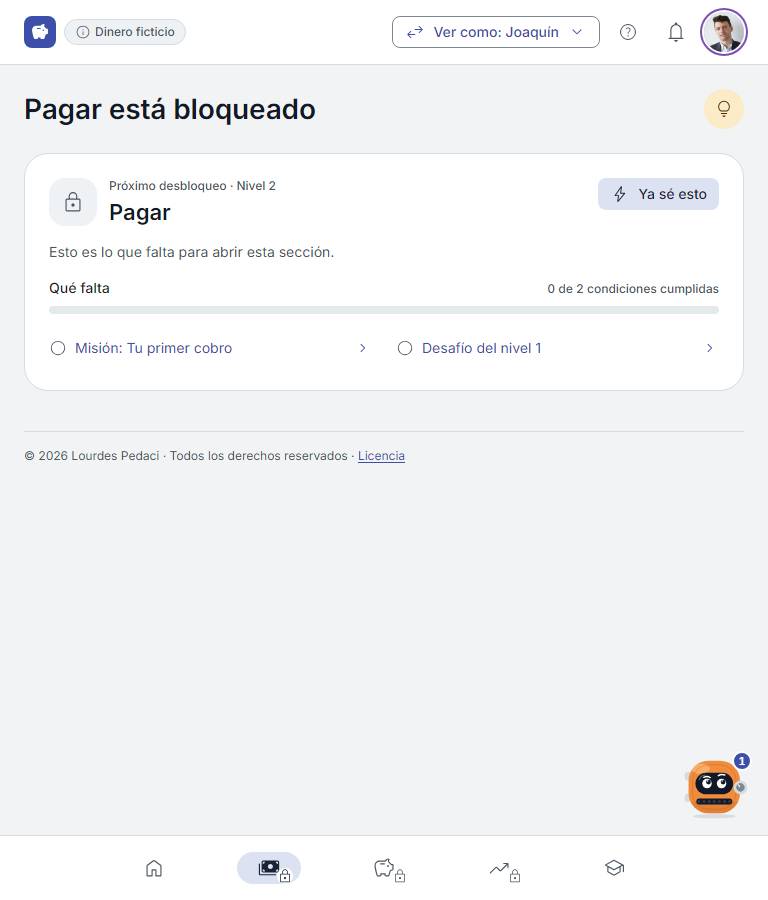 Dinero ficticio
Ver como: Joaquín
Pagar está bloqueado
Próximo desbloqueo · Nivel 2
Pagar
Ya sé esto
Esto es lo que falta para abrir esta sección.
Qué falta
0 de 2 condiciones cumplidas
Misión: Tu primer cobro
Desafío del nivel 1
© 2026 Lourdes Pedaci · Todos los derechos reservados · Licencia
1